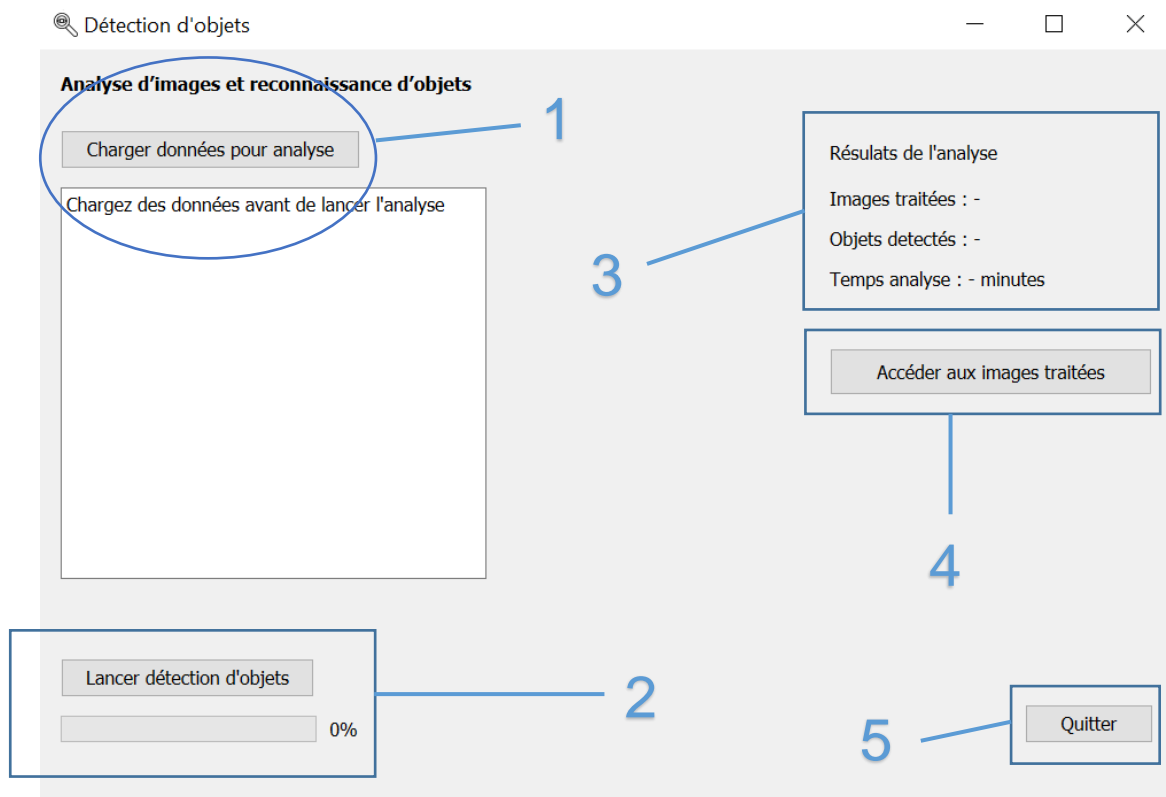 Détection d'objets
Analyse d’images et reconnaissance d’objets
1
Charger données pour analyse
Chargez des données avant de lancer l'analyse
Résulats de l'analyse
Images traitées : -
Objets detectés : -
Temps analyse : - minutes
3
Accéder aux images traitées
4
Lancer détection d'objets
0%
2
Quitter
5